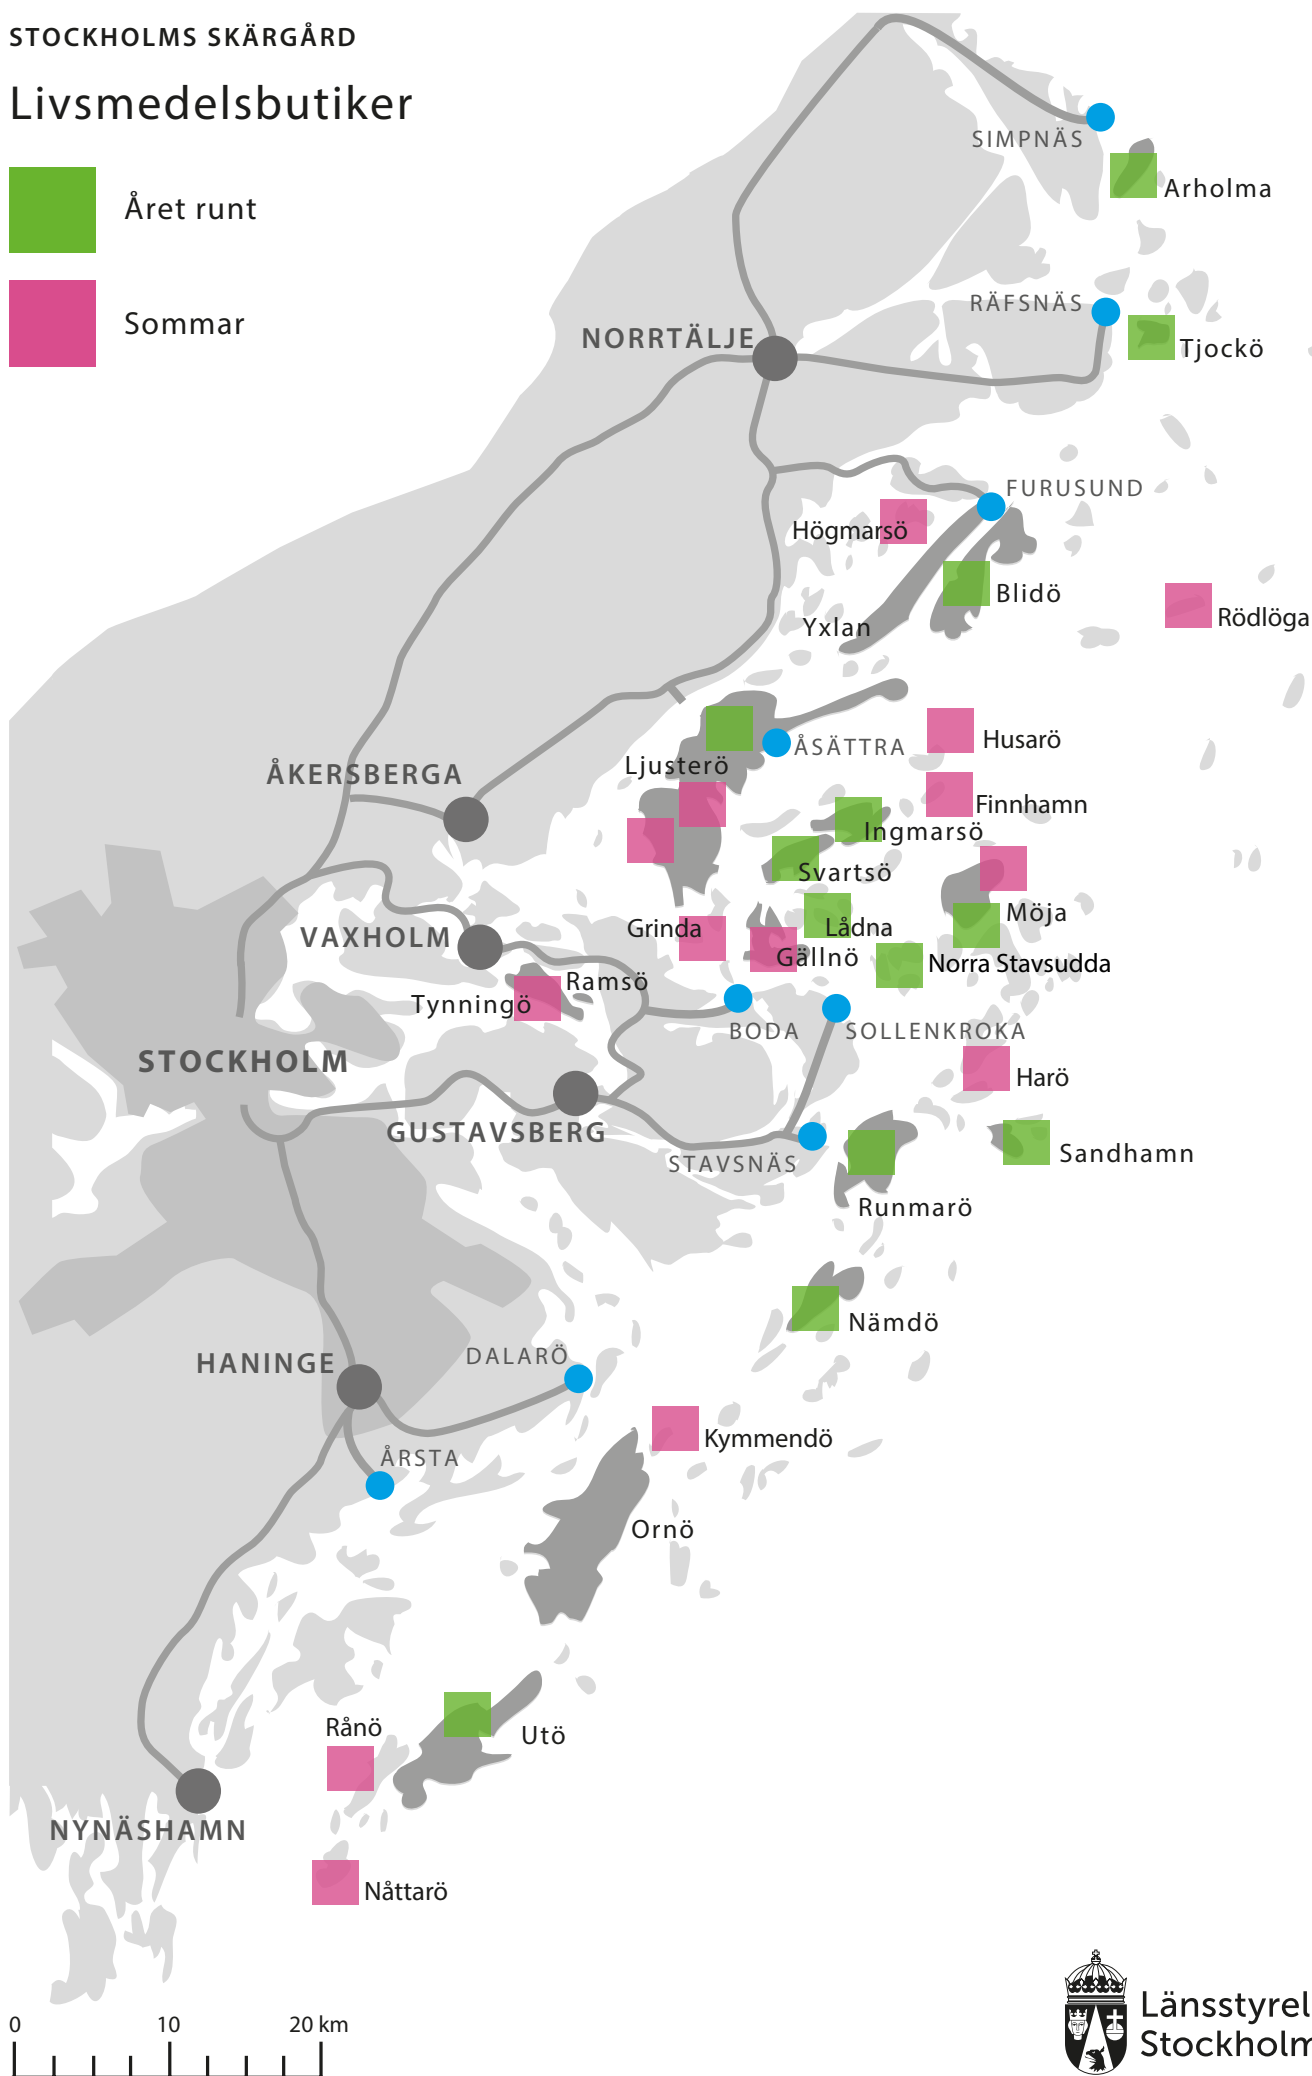 STOCKHOLMS SKÄRGÅRD
Livsmedelsbutiker
Året runt
Sommar
SIMPNÄS
Arholma
RÄFSNÄS
NORRTÄLJE
Tjockö
FURUSUND
Högmarsö
Blidö
Rödlöga
Yxlan
Husarö
ÅSÄTTRA
Ljusterö
ÅKERSBERGA
Finnhamn
Ingmarsö
Svartsö
Möja
Grinda
Lådna
VAXHOLM
Gällnö
Norra Stavsudda
Ramsö
Tynningö
BODA
SOLLENKROKA
STOCKHOLM
Harö
GUSTAVSBERG
Sandhamn
STAVSNÄS
Runmarö
Nämdö
DALARÖ
HANINGE
Kymmendö
ÅRSTA
Ornö
Rånö
Utö
NYNÄSHAMN
Nåttarö
0 10 20 km
Länsstyrel
Stockholm